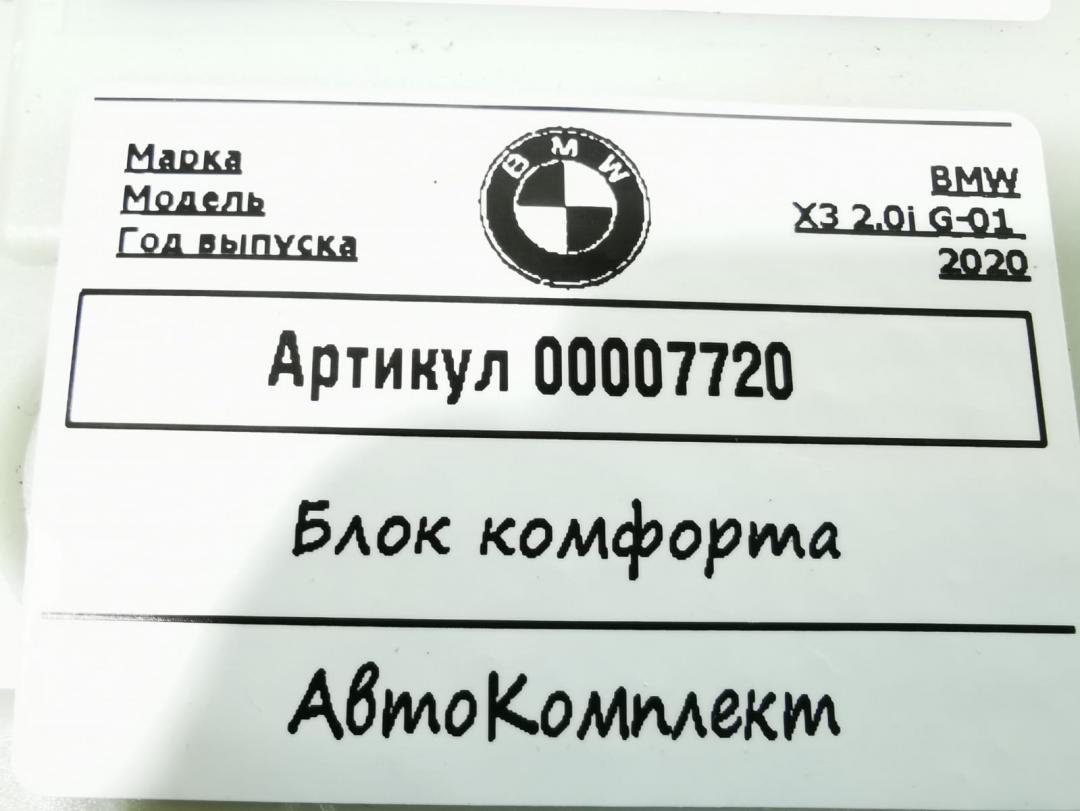 Марка
Модель
Год выпуска
BMW
BMW
X3 2.0i G-01
2020
Артикул 00007720
Блок комфорта
АвтоКомплект